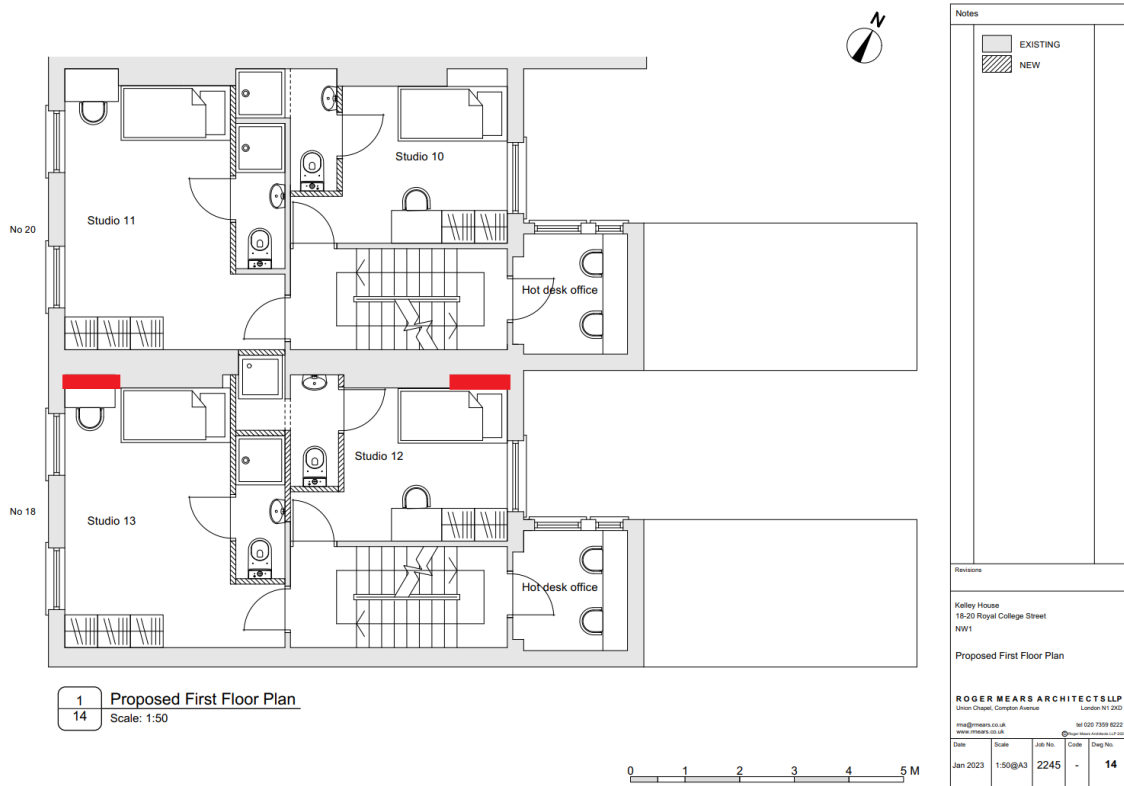 N
Notes
EXISTING
NEW
Studio 10
Studio 11
No 20
Hot desk office
Studio 12
No 18
Studio 13
Hot desk office
1
14
Proposed First Floor Plan
Scale: 1:50
0 1 2 3 4 5 M
Revisions
Kelley House
18-20 Royal College Street
NW1
Proposed First Floor Plan
ROGER MEARS ARCHITECTS LLP
Union Chapel, Compton Avenue London N1 2XD
rma@rmears.co.uk tel 020 7359 8222
www.rmears.co.uk
Date Scale Job No. Code Dwg No.
Jan 2023 1:50@A3 2245 - 14